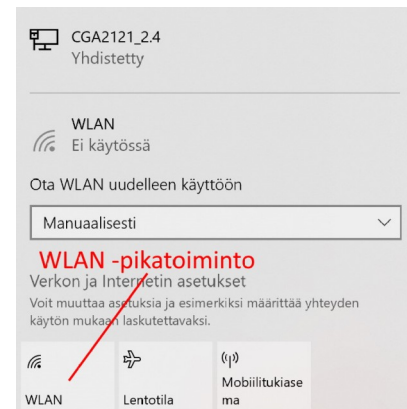 CGA2121_2.4
Yhdistetty
WLAN
Ei käytössä
Ota WLAN uudelleen käyttöön
Manuaalisesti
WLAN -pikatoiminto
Verkon ja Internetin asetukset
Voit muuttaa asetuksia ja esimerkiksi määrittää yhteyden
käytön mukaan laskutettavaksi.
WLAN
Lentotila
Mobiilitukiase
ma